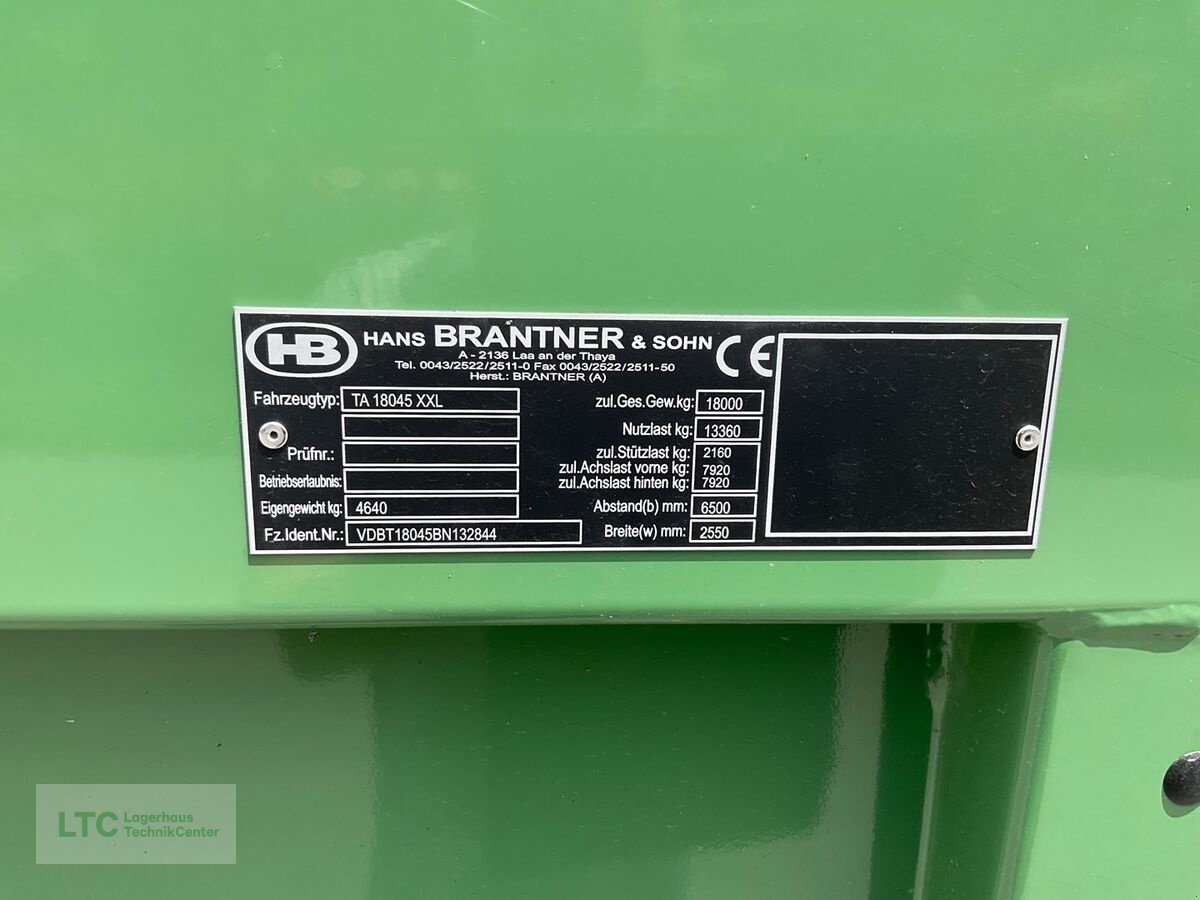 HB HANS BRANTNER & SOHN CE
A - 2136 Laa an der Thaya
Tel. 0043/2522/2511-0 Fax 0043/2522/2511-50
Herst.: BRANTNER (A)
Fahrzeugtyp: TA 18045 XXL
Prüfnr.:
Betriebserlaubnis:
Eigengewicht kg: 4640
Fz.Ident.Nr.: VDBT18045BN132844
zul.Ges.Gew.kg: 18000
Nutzlast kg: 13360
zul.Stützlast kg: 2160
zul.Achslast vorne kg: 7920
zul.Achslast hinten kg: 7920
Abstand(b) mm: 6500
Breite(w) mm: 2550
LTC Lagerhaus
TechnikCenter